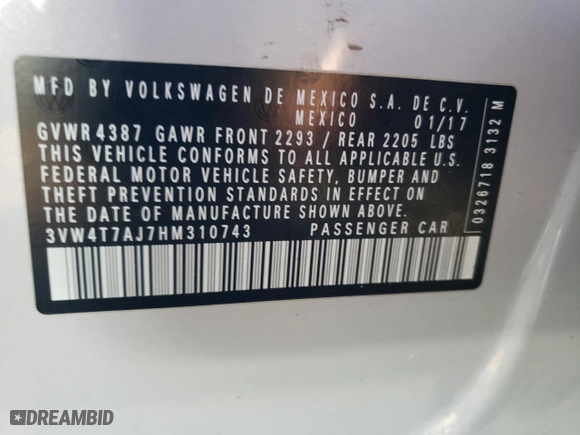 MFD BY VOLKSWAGEN DE MEXICO S.A. DE C.V.
MEXICO 01/17
GVWR 4387 GAWR FRONT 2293 / REAR 2205 LBS
THIS VEHICLE CONFORMS TO ALL APPLICABLE U.S.
FEDERAL MOTOR VEHICLE SAFETY, BUMPER AND
THEFT PREVENTION STANDARDS IN EFFECT ON
THE DATE OF MANUFACTURE SHOWN ABOVE.
3VW4T7AJ7HM310743 PASSENGER CAR
03267183132 M
DREAMBID